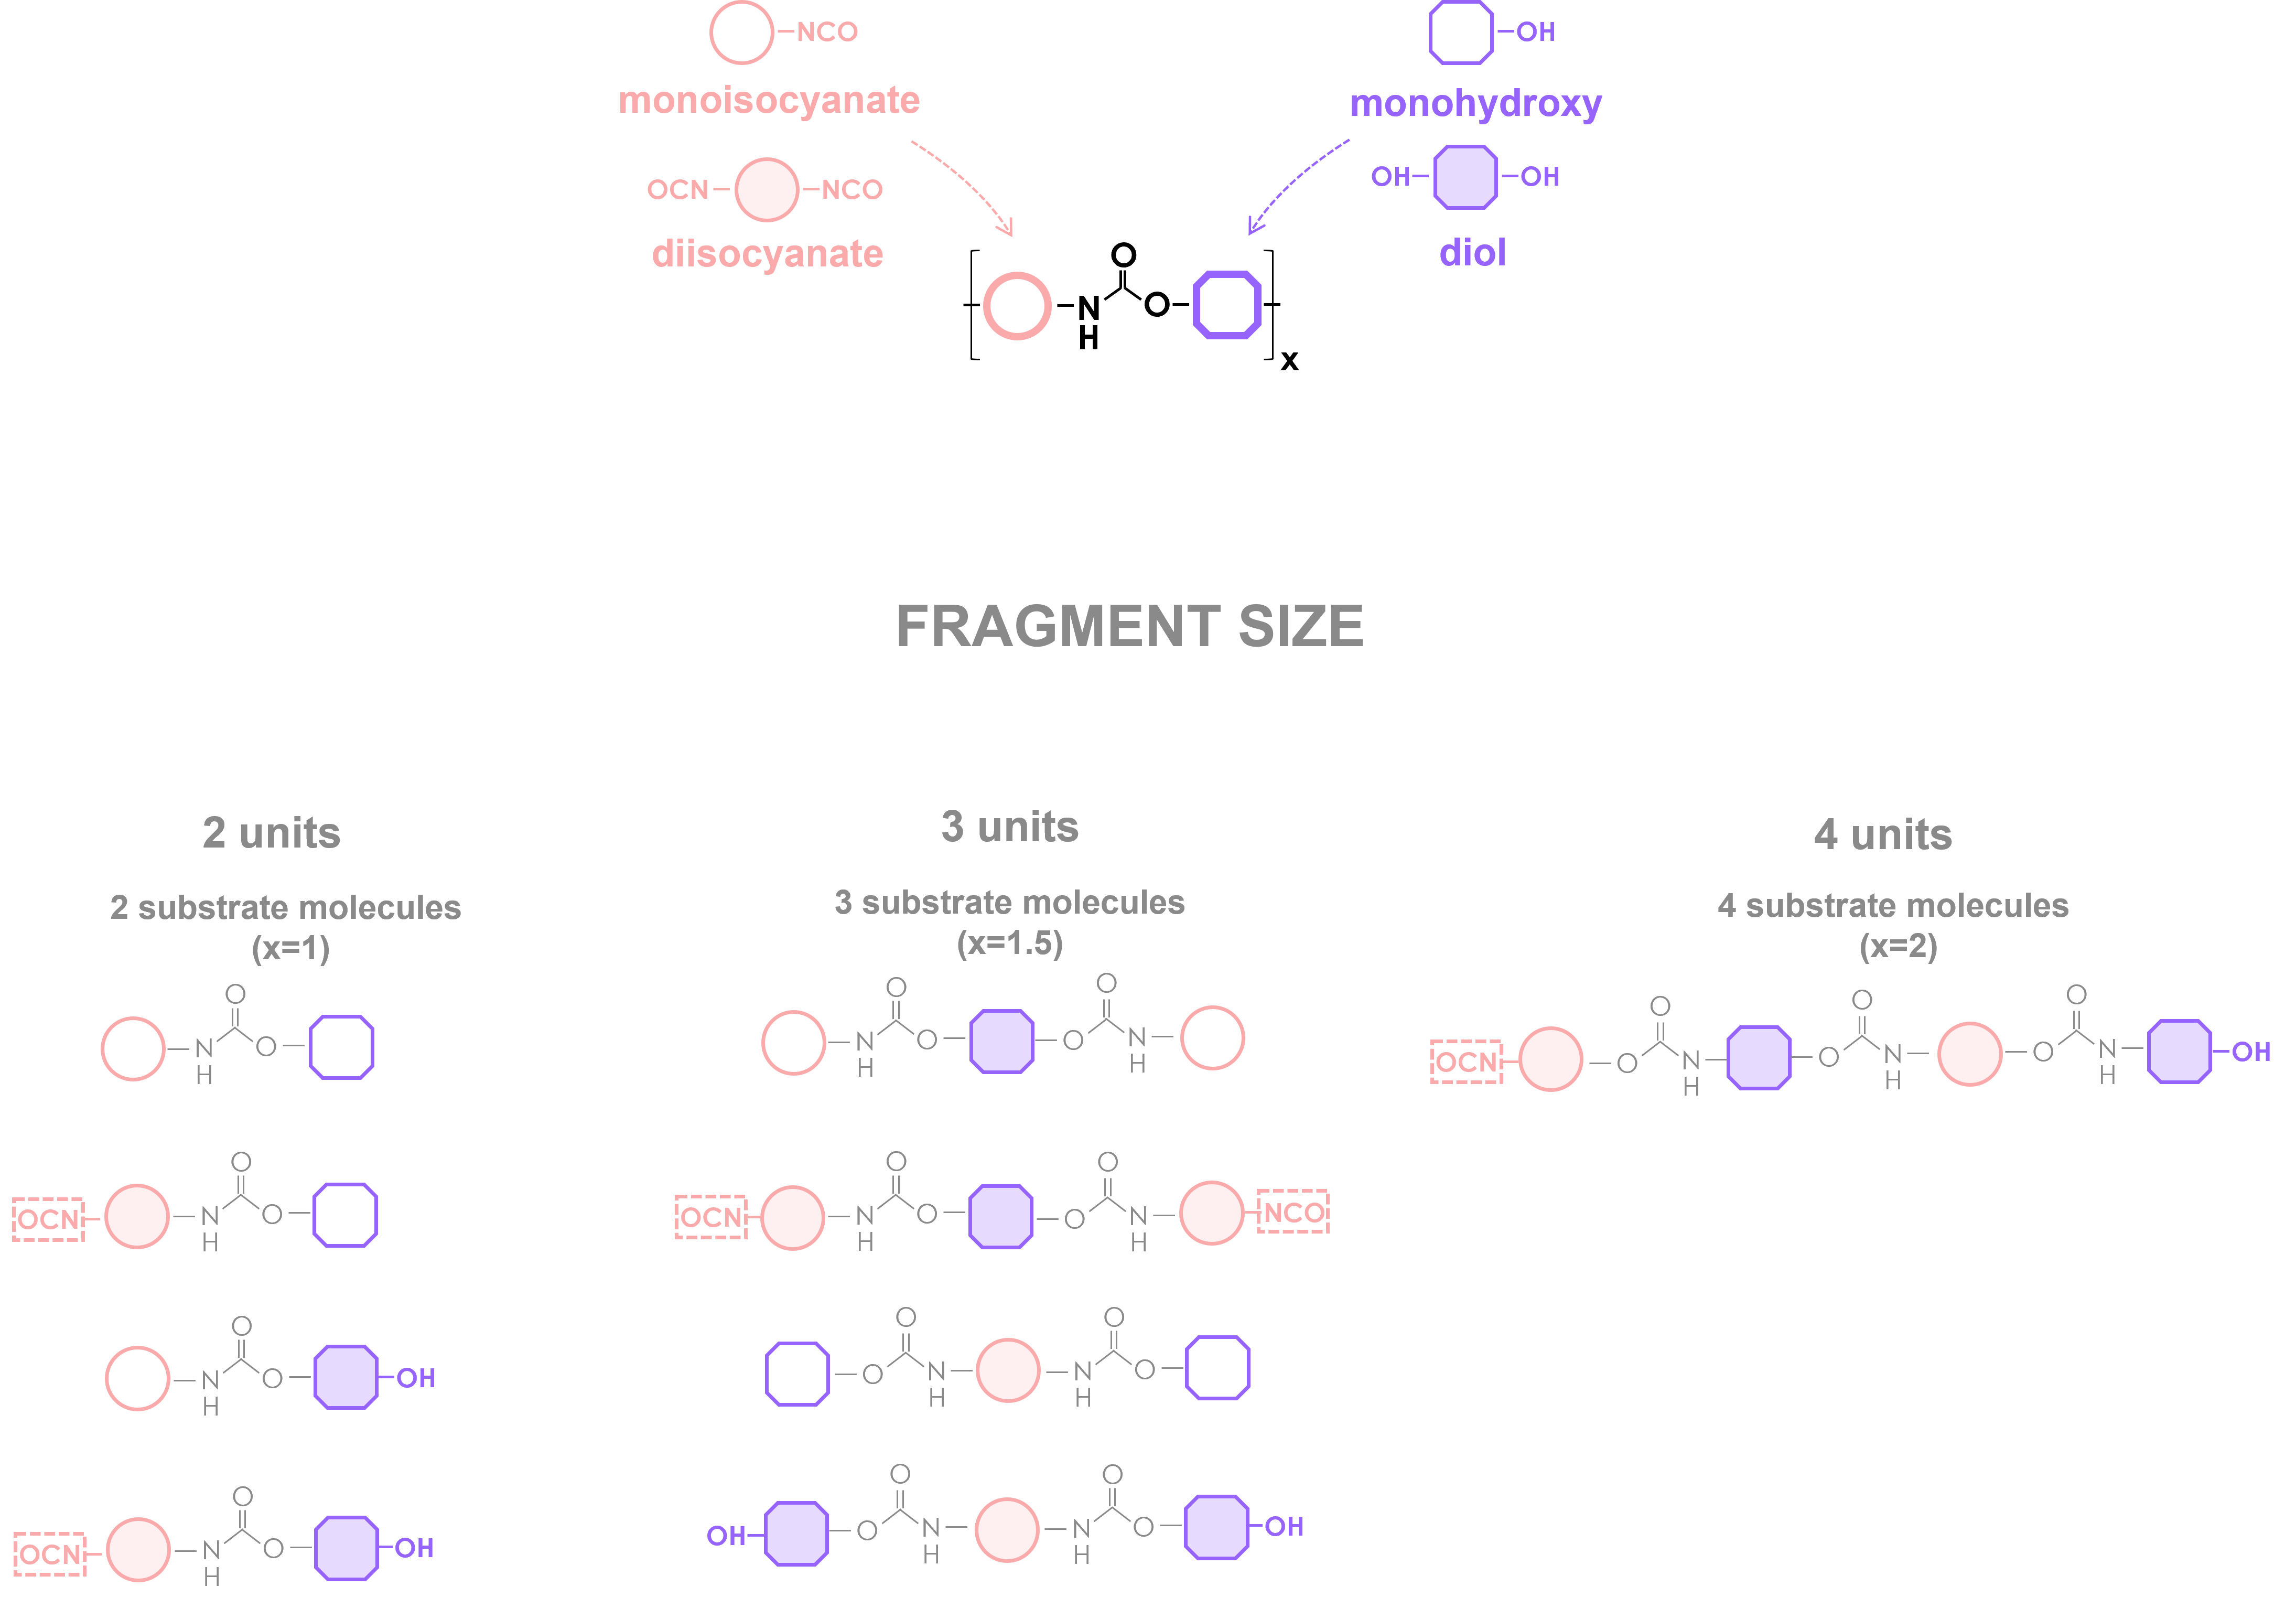 NCO
monoisocyanate
OCN NCO
diisocyanate
OH
monohydroxy
OH OH
diol
O
N O
H
x
FRAGMENT SIZE
2 units
2 substrate molecules
(x=1)
O
N O
H
O
OCN N O
H
O
N O OH
H
O
OCN N O OH
H
3 units
3 substrate molecules
(x=1.5)
O O
N O O N
H H
O O
OCN N O O N NCO
H H
O O
O N N O
H H
O O
OH O N N O OH
H H
4 units
4 substrate molecules
(x=2)
O O O
OCN O N O N O N OH
H H H